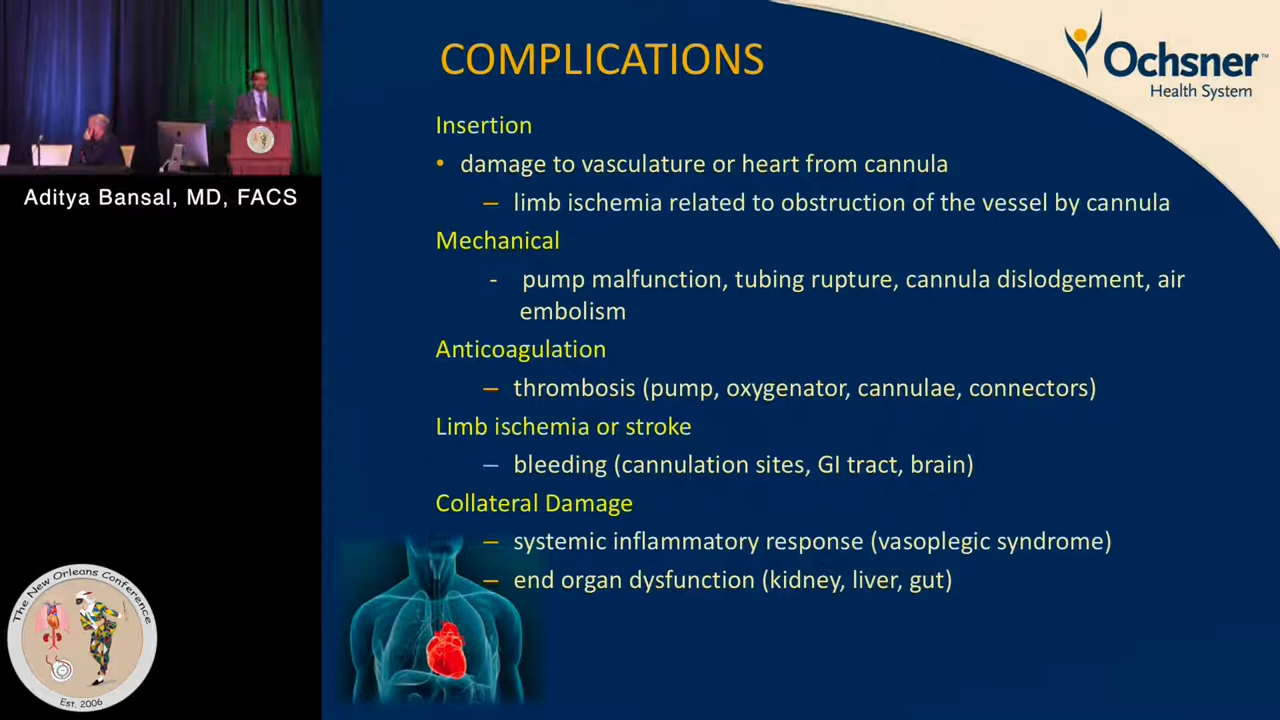 COMPLICATIONS
Ochsner™
Health System
Insertion
• damage to vasculature or heart from cannula
– limb ischemia related to obstruction of the vessel by cannula
Mechanical
- pump malfunction, tubing rupture, cannula dislodgement, air
embolism
Anticoagulation
– thrombosis (pump, oxygenator, cannulae, connectors)
Limb ischemia or stroke
– bleeding (cannulation sites, GI tract, brain)
Collateral Damage
– systemic inflammatory response (vasoplegic syndrome)
– end organ dysfunction (kidney, liver, gut)
Aditya Bansal, MD, FACS
The New Orleans Conference
Est. 2006